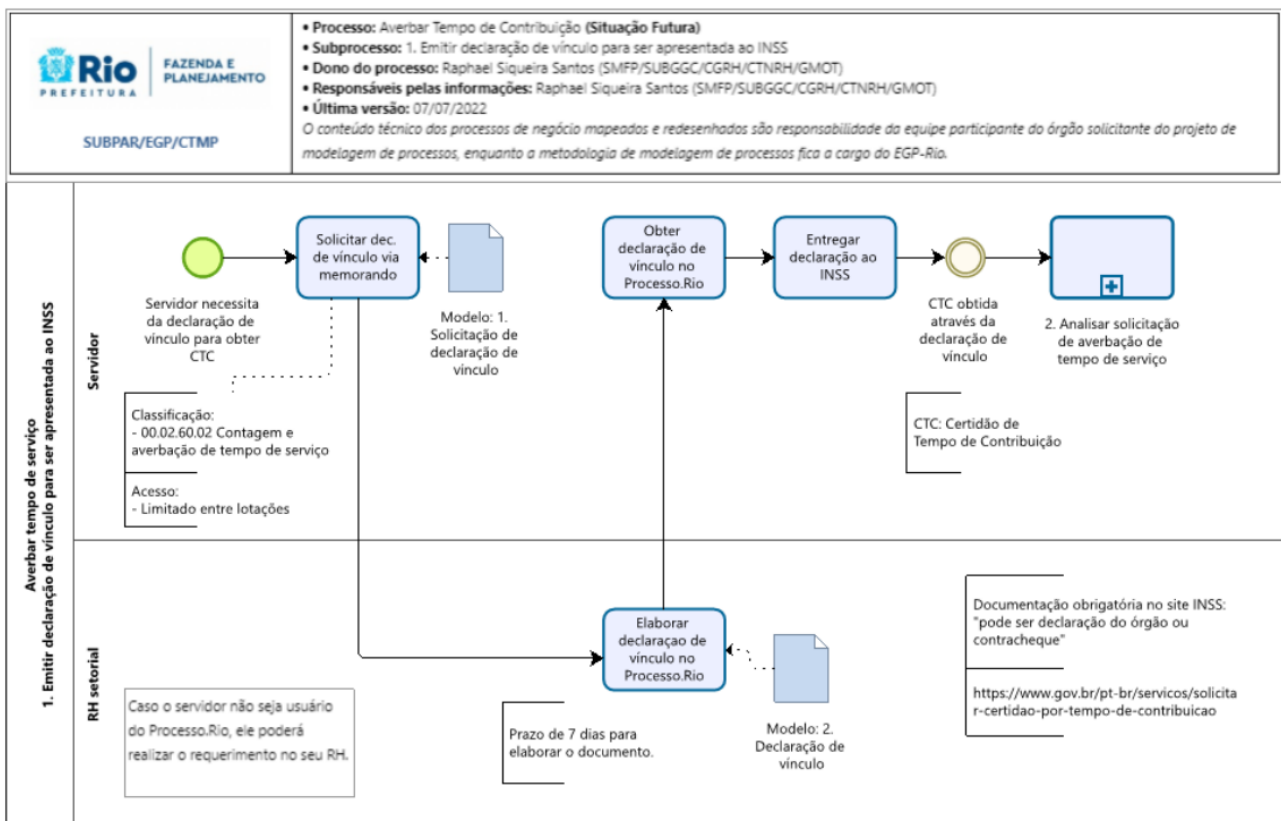 Rio
PREFEITURA
FAZENDA E
PLANEJAMENTO
SUBPAR/EGP/CTMP
• Processo: Averbar Tempo de Contribuição (Situação Futura)
• Subprocesso: 1. Emitir declaração de vínculo para ser apresentada ao INSS
• Dono do processo: Raphael Siqueira Santos (SMFP/SUBGGC/CGRH/CTNRH/GMOT)
• Responsáveis pelas informações: Raphael Siqueira Santos (SMFP/SUBGGC/CGRH/CTNRH/GMOT)
• Última versão: 07/07/2022
O conteúdo técnico dos processos de negócio mapeados e redesenhados são responsabilidade da equipe participante do órgão solicitante do projeto de
modelagem de processos, enquanto a metodologia de modelagem de processos fica a cargo do EGP-Rio.
Averbar tempo de serviço
1. Emitir declaração de vínculo para ser apresentada ao INSS
Servidor
Servidor necessita
da declaração de
vínculo para obter
CTC
Solicitar dec.
de vínculo via
memorando
Modelo: 1.
Solicitação de
declaração de
vínculo
Obter
declaração de
vínculo no
Processo.Rio
Entregar
declaração ao
INSS
CTC obtida
através da
declaração de
vínculo
2. Analisar solicitação
de averbação de
tempo de serviço
Classificação:
- 00.02.60.02 Contagem e
averbação de tempo de serviço
Acesso:
- Limitado entre lotações
CTC: Certidão de
Tempo de Contribuição
RH setorial
Elaborar
declaraçao de
vínculo no
Processo.Rio
Modelo: 2.
Declaração de
vínculo
Prazo de 7 dias para
elaborar o documento.
Caso o servidor não seja usuário
do Processo.Rio, ele poderá
realizar o requerimento no seu RH.
Documentação obrigatória no site INSS:
"pode ser declaração do órgão ou
contracheque"
https://www.gov.br/pt-br/servicos/solicita
r-certidao-por-tempo-de-contribuicao